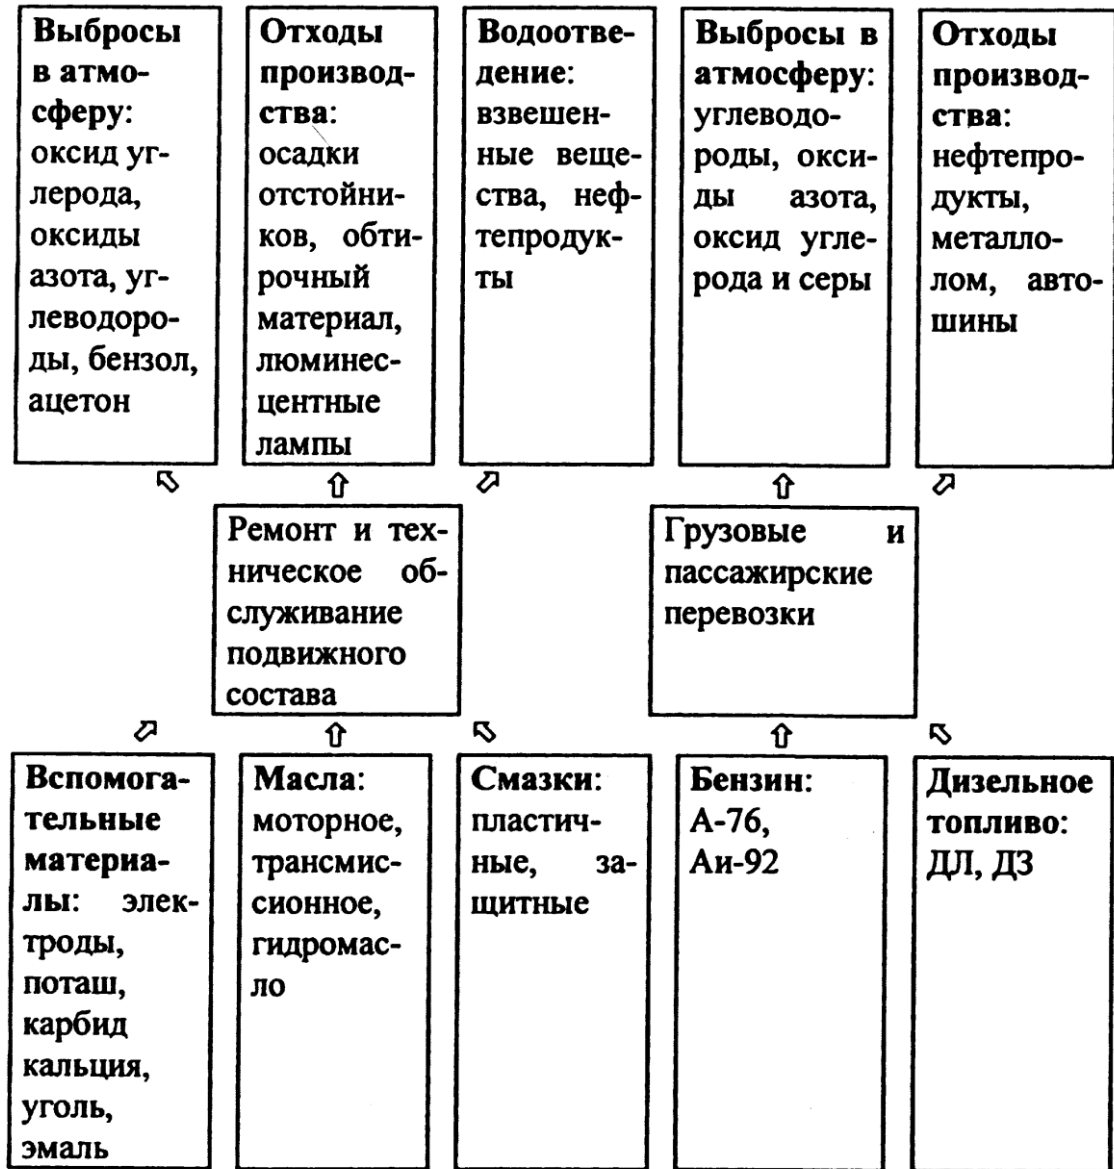 Выбросы
в атмо-
сферу:
оксид уг-
лерода,
оксиды
азота, уг-
леводоро-
ды, бензол,
ацетон
Отходы
производ-
ства:
осадки
отстойни-
ков, обти-
рочный
материал,
люминес-
центные
лампы
Водоотве-
дение:
взвешен-
ные веще-
ства, неф-
тепродук-
ты
Выбросы в
атмосферу:
углеводо-
роды, окси-
ды азота,
оксид угле-
рода и серы
Отходы
производ-
ства:
нефтепро-
дукты,
металло-
лом, авто-
шины
Ремонт и тех-
ническое об-
служивание
подвижного
состава
Грузовые и
пассажирские
перевозки
Вспомога-
тельные
материа-
лы: элек-
троды,
поташ,
карбид
кальция,
уголь,
эмаль
Масла:
моторное,
трансмис-
сионное,
гидромас-
ло
Смазки:
пластич-
ные, за-
щитные
Бензин:
А-76,
Аи-92
Дизельное
топливо:
ДЛ, ДЗ